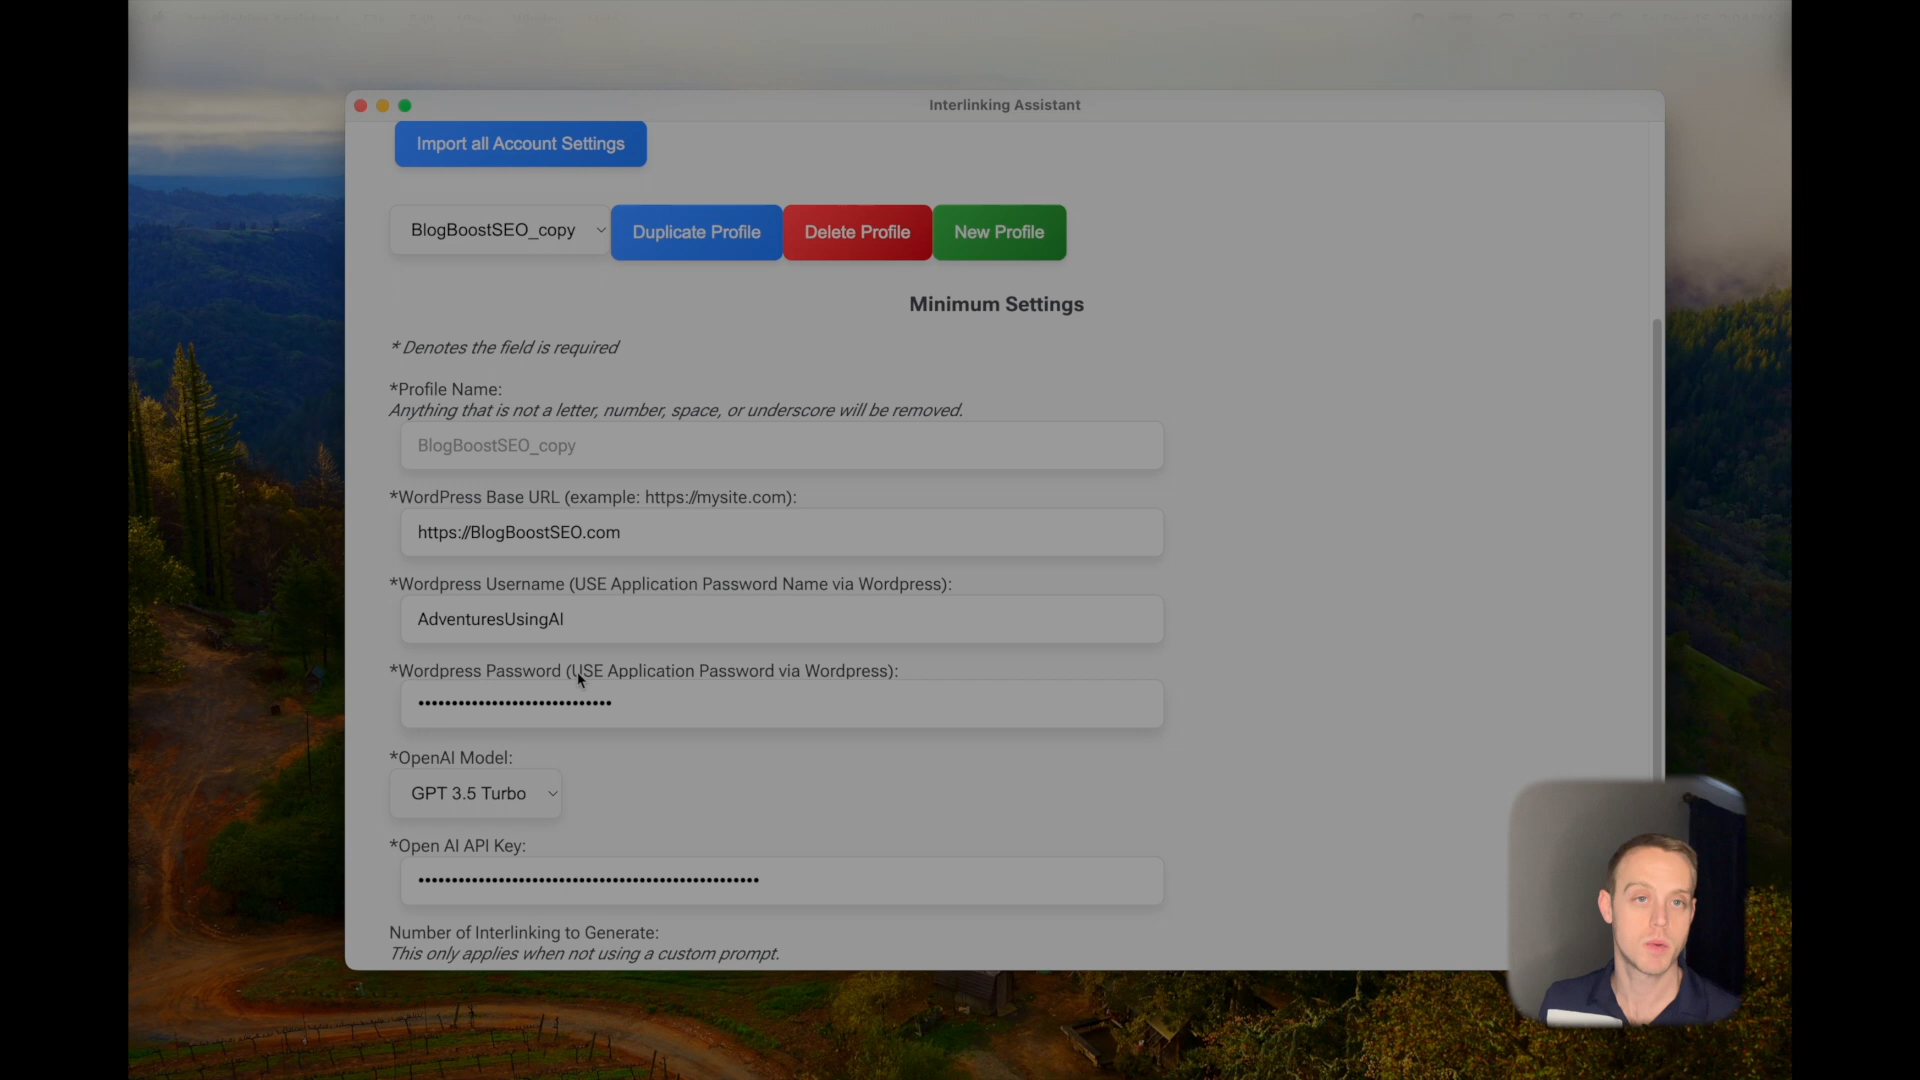 Interlinking Assistant
Import all Account Settings
BlogBoostSEO_copy
Duplicate Profile
Delete Profile
New Profile
Minimum Settings
* Denotes the field is required
*Profile Name:
Anything that is not a letter, number, space, or underscore will be removed.
BlogBoostSEO_copy
*WordPress Base URL (example: https://mysite.com):
https://BlogBoostSEO.com
*Wordpress Username (USE Application Password Name via Wordpress):
AdventuresUsingAI
*Wordpress Password (USE Application Password via Wordpress):
*OpenAI Model:
GPT 3.5 Turbo
*Open AI API Key:
Number of Interlinking to Generate:
This only applies when not using a custom prompt.